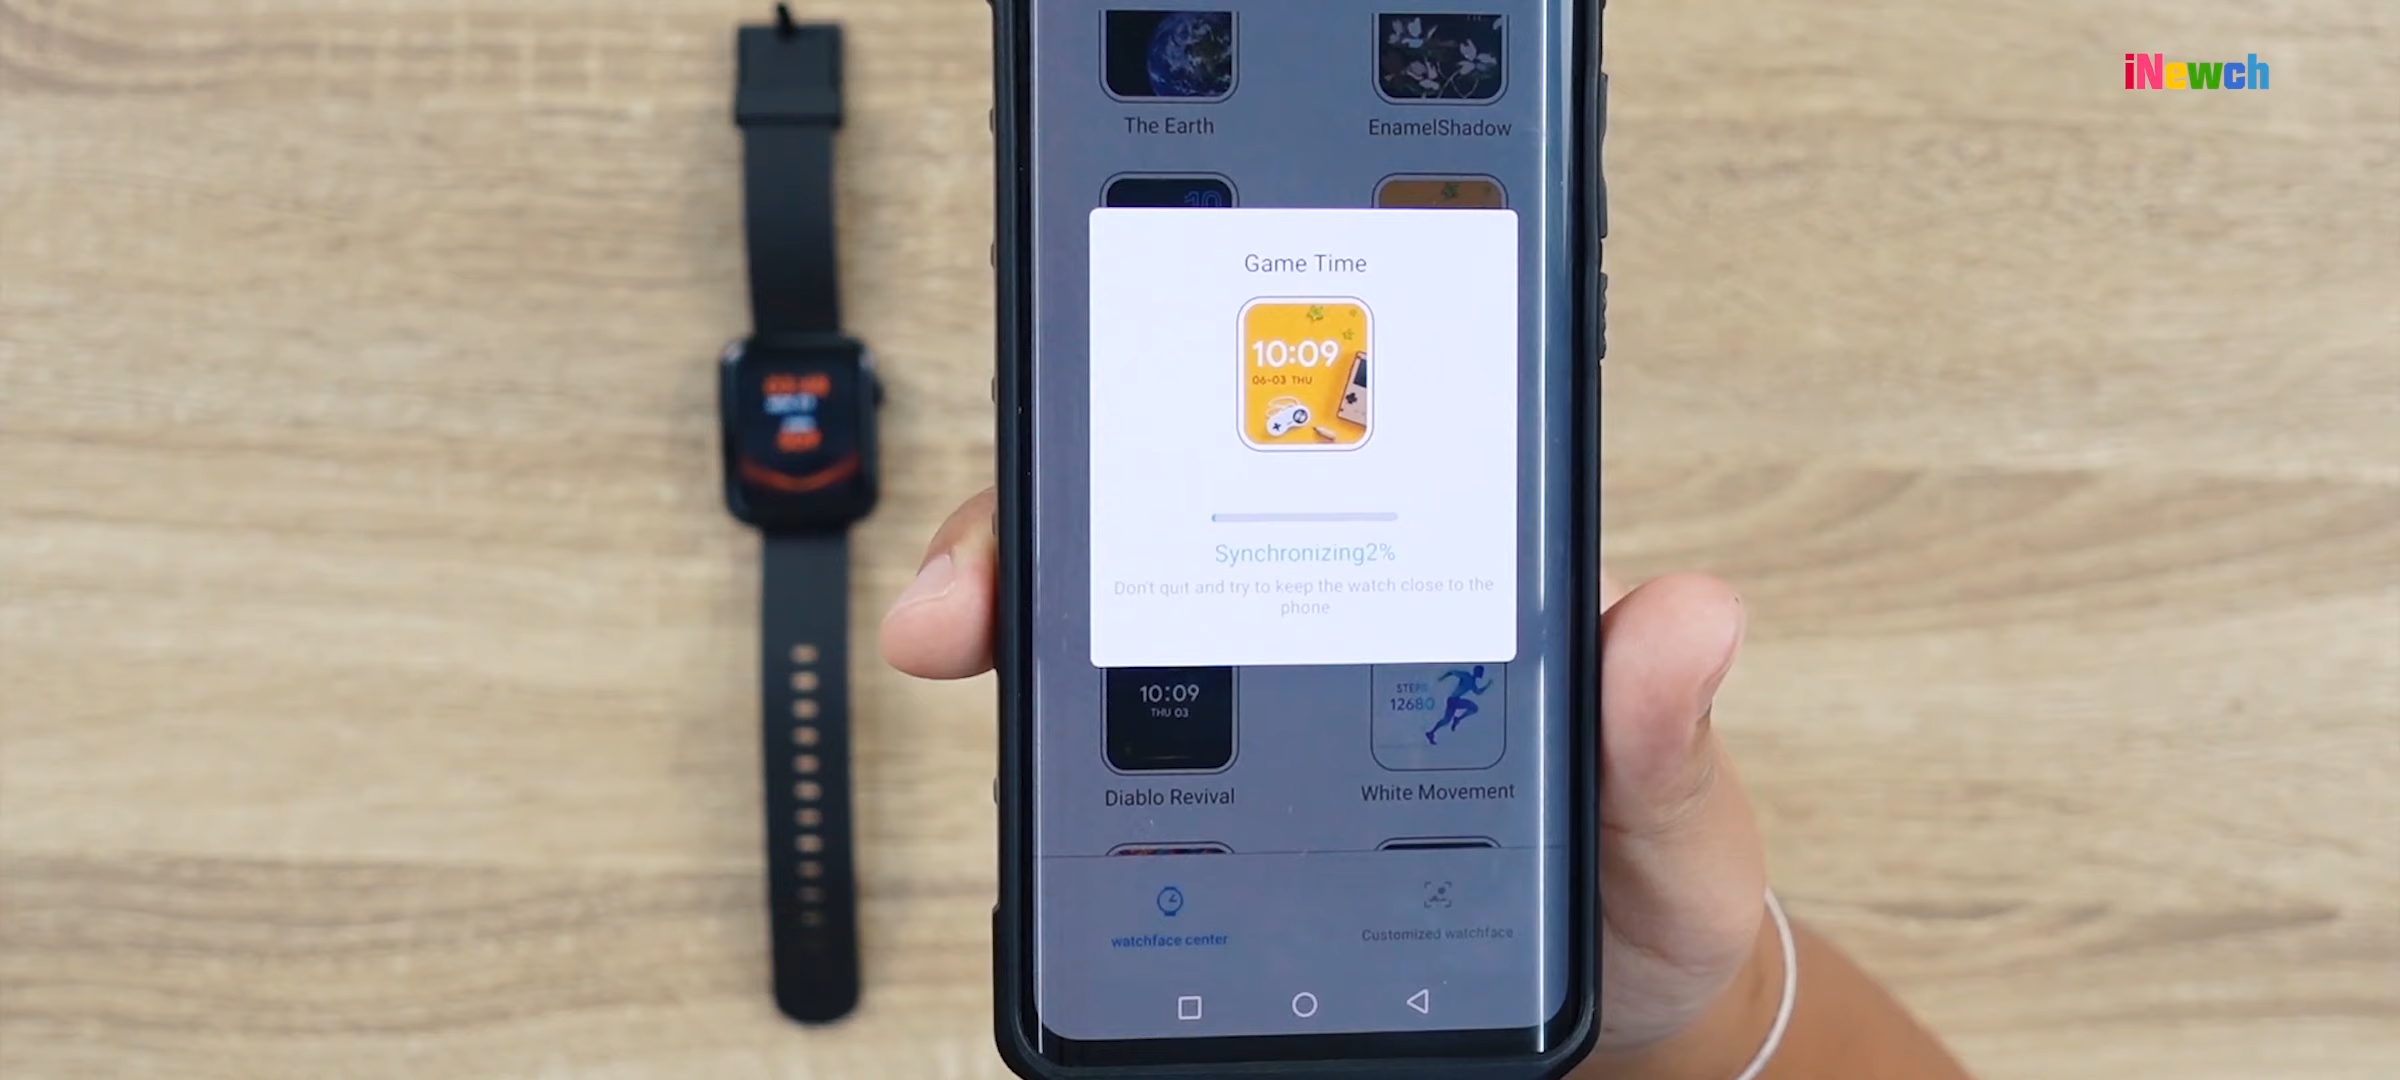 iNewch
The Earth
EnamelShadow
10
Game Time
10:09
06-03 THU
Synchronizing2%
Don't quit and try to keep the watch close to the
phone
10:09
THU 03
STEPS
12680
Diablo Revival
White Movement
watchface center
Customized watchface